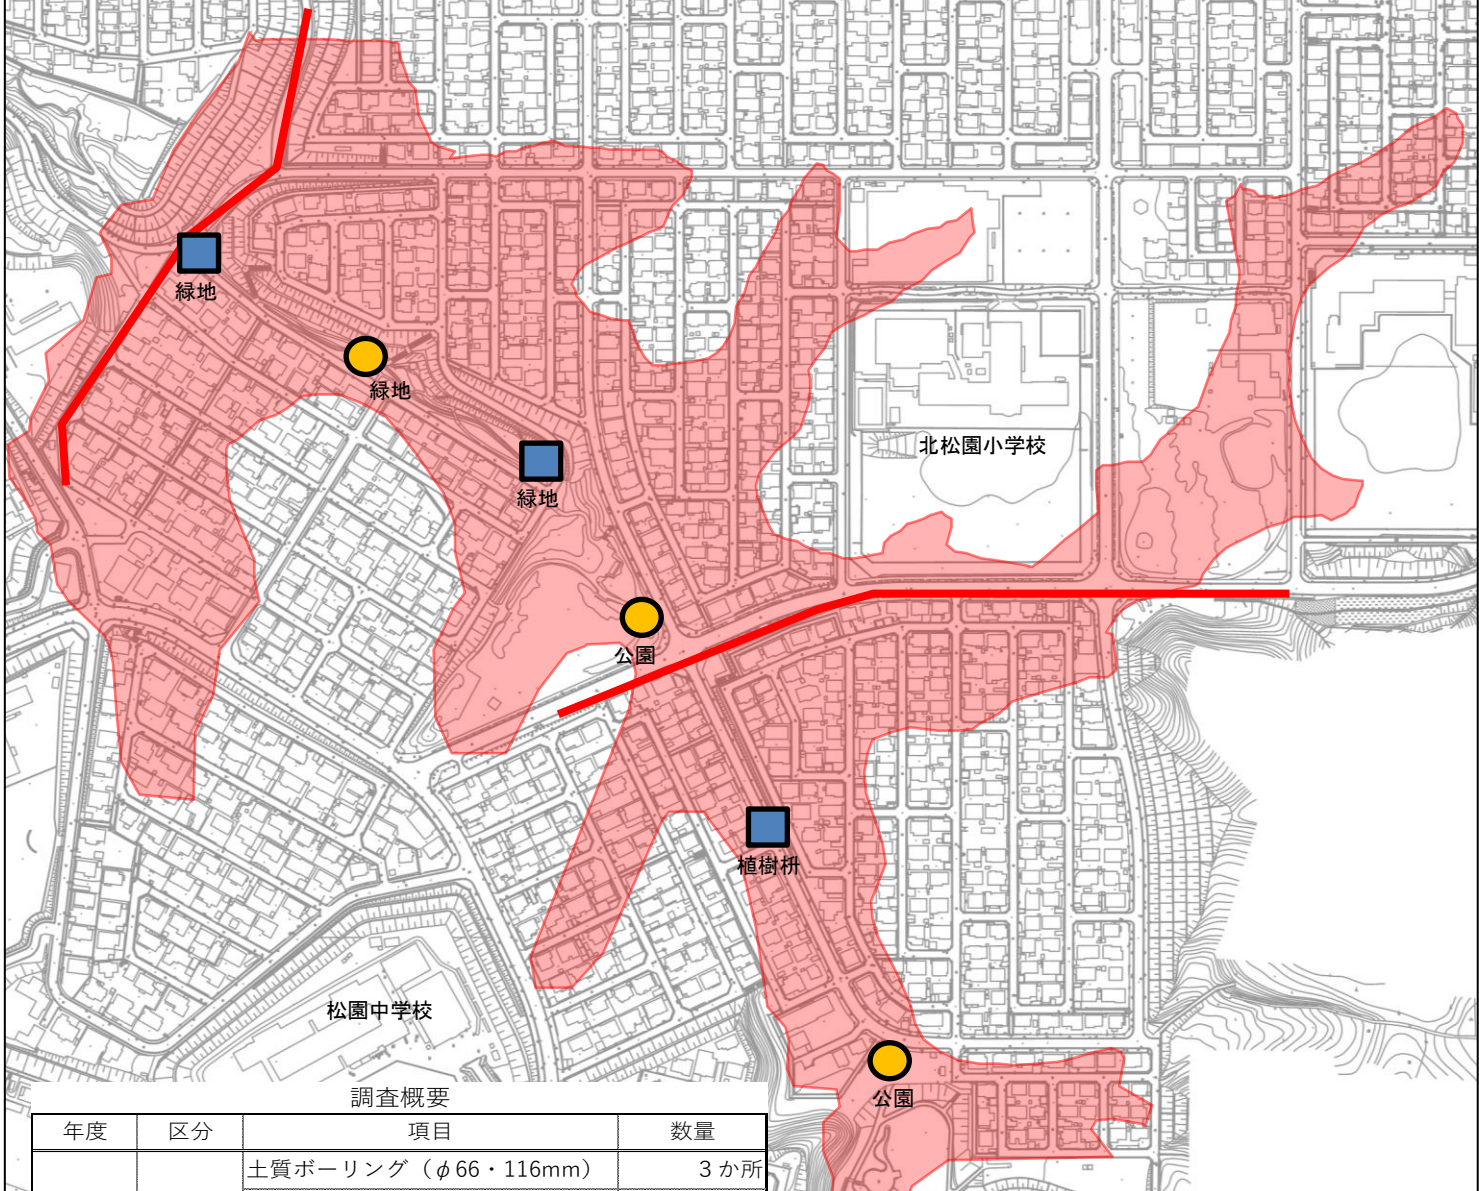 緑地
緑地
北松園小学校
緑地
公園
植樹枡
松園中学校
公園
調査概要
年度 区分 項目 数量
土質ボーリング（φ66・116mm） 3か所